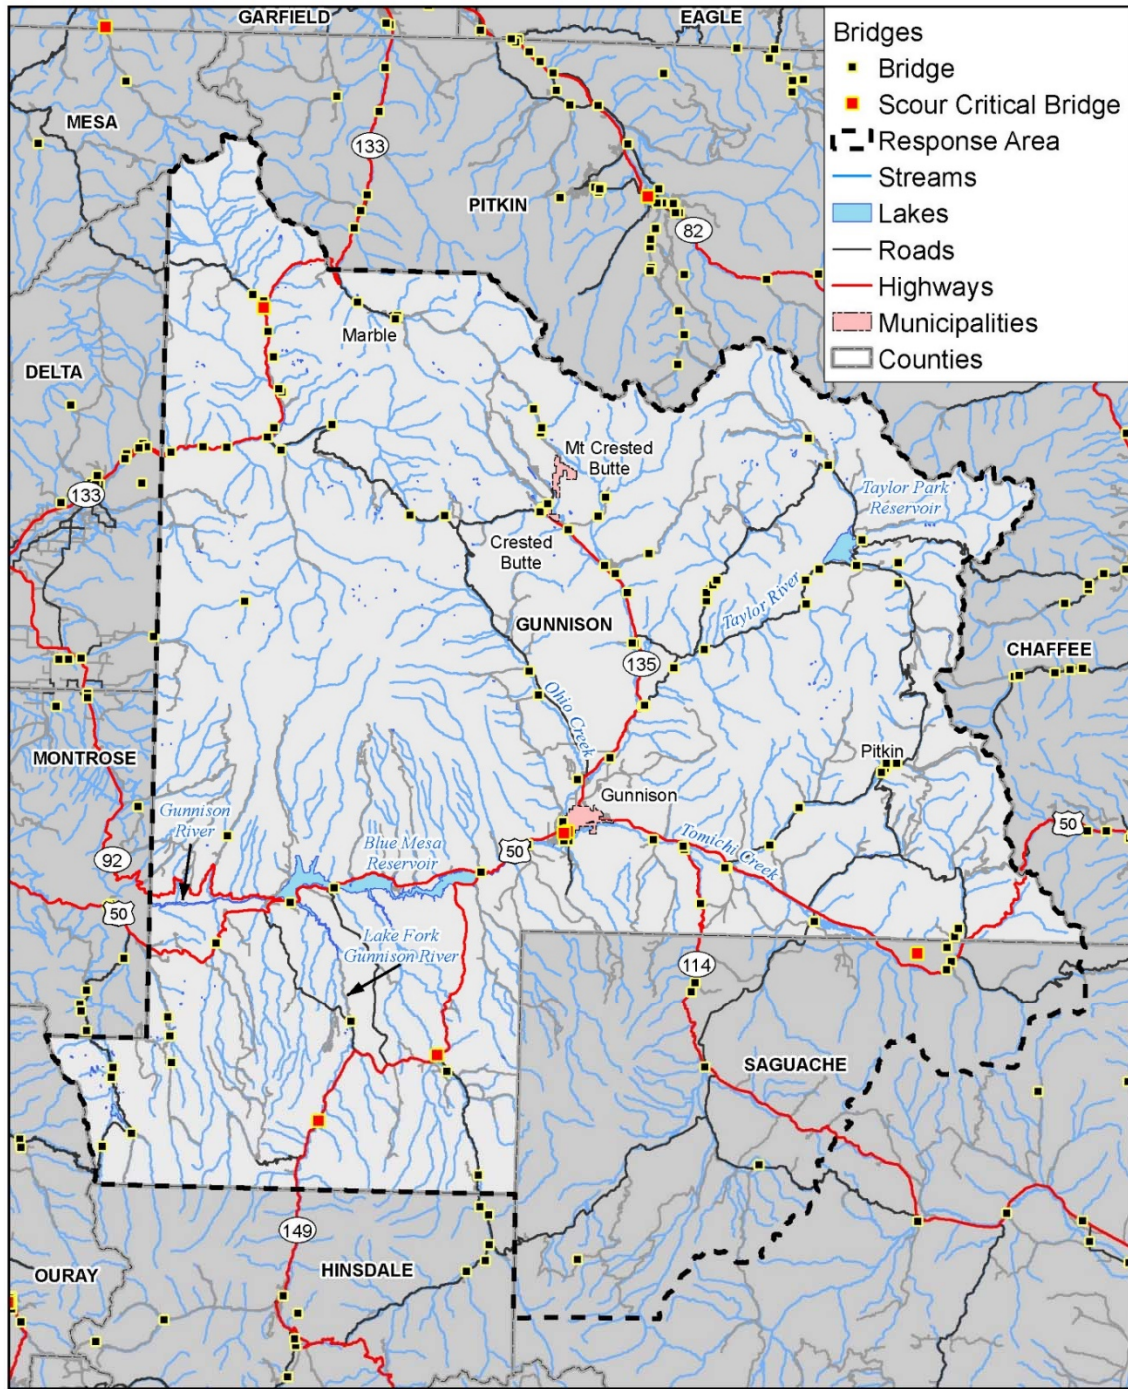 GARFIELD
EAGLE
MESA
133
PITKIN
82
Bridges
Bridge
Scour Critical Bridge
Response Area
Streams
Lakes
Roads
Highways
Municipalities
Counties
Marble
DELTA
133
Mt Crested
Butte
Taylor Park
Reservoir
Crested
Butte
GUNNISON
Taylor River
135
CHAFFEE
Ohio Creek
MONTROSE
Pitkin
Gunnison
River
Gunnison
Tomichi Creek
50
92
Blue Mesa
Reservoir
50
50
Lake Fork
Gunnison River
114
SAGUACHE
149
HINSDALE
OURAY